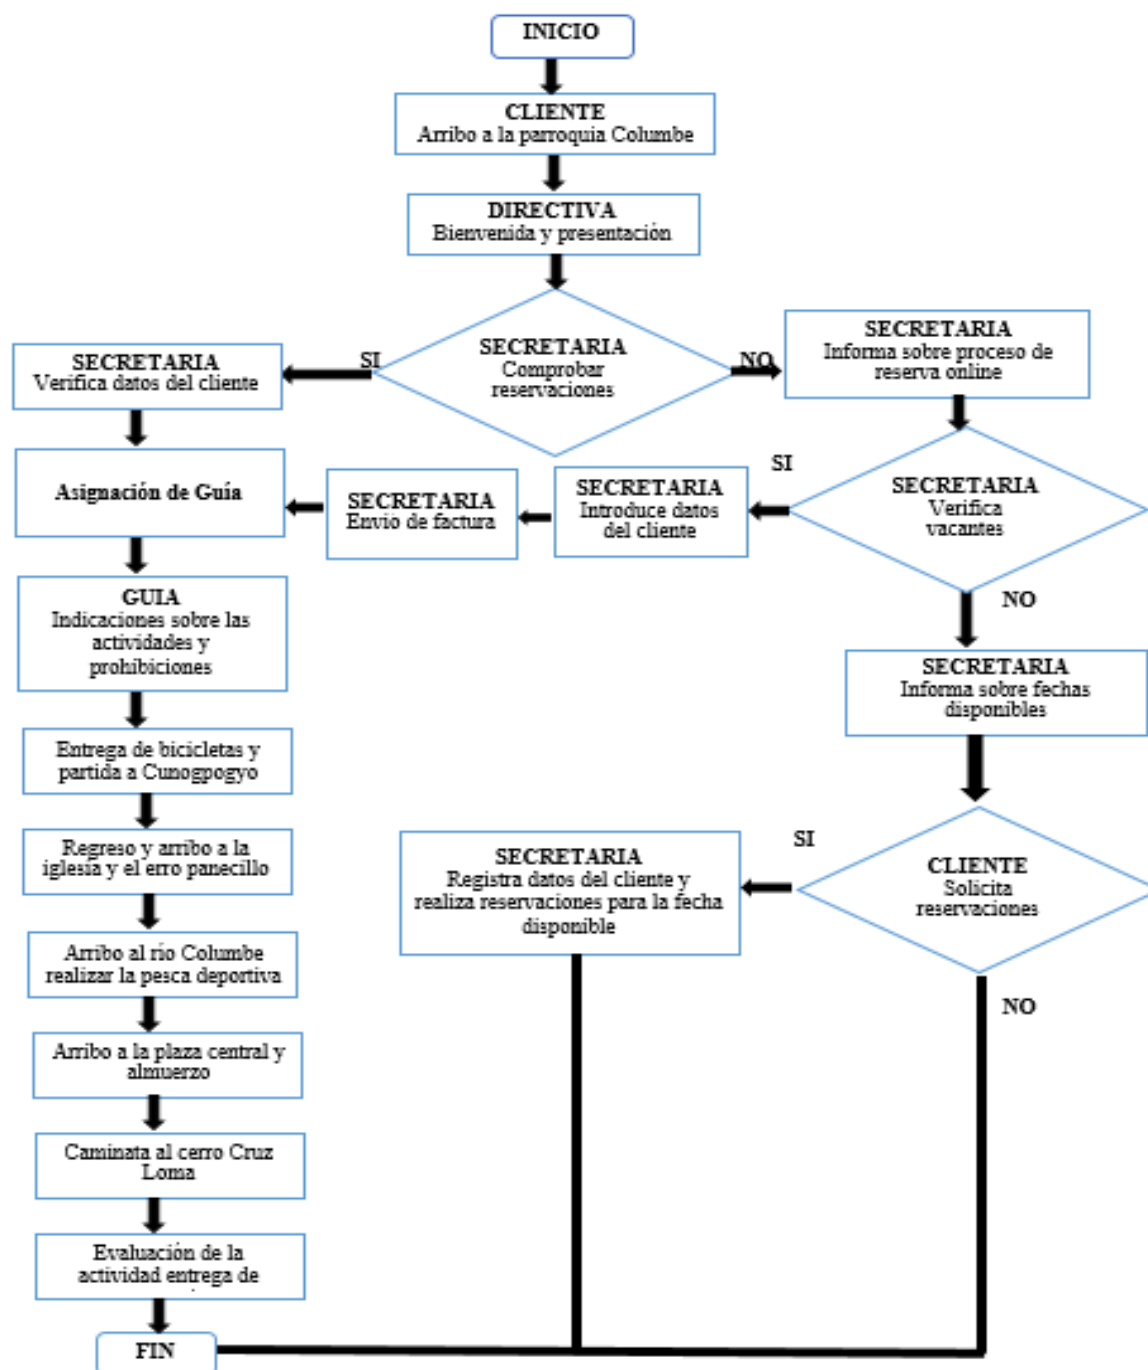 INICIO
CLIENTE
Arribo a la parroquia Columbe
DIRECTIVA
Bienvenida y presentación
SECRETARIA
Comprobar
reservaciones
SI
NO
SECRETARIA
Verifica datos del cliente
SECRETARIA
Informa sobre proceso de
reserva online
Asignación de Guía
SECRETARIA
Envio de factura
SECRETARIA
Introduce datos
del cliente
SI
SECRETARIA
Verifica
vacantes
NO
GUIA
Indicaciones sobre las
actividades y
prohibiciones
SECRETARIA
Informa sobre fechas
disponibles
Entrega de bicicletas y
partida a Cunogpogyo
Regreso y arribo a la
iglesia y el erro panecillo
SECRETARIA
Registra datos del cliente y
realiza reservaciones para la fecha
disponible
SI
CLIENTE
Solicita
reservaciones
NO
Arribo al río Columbe
realizar la pesca deportiva
Arribo a la plaza central y
almuerzo
Caminata al cerro Cruz
Loma
Evaluación de la
actividad entrega de
FIN